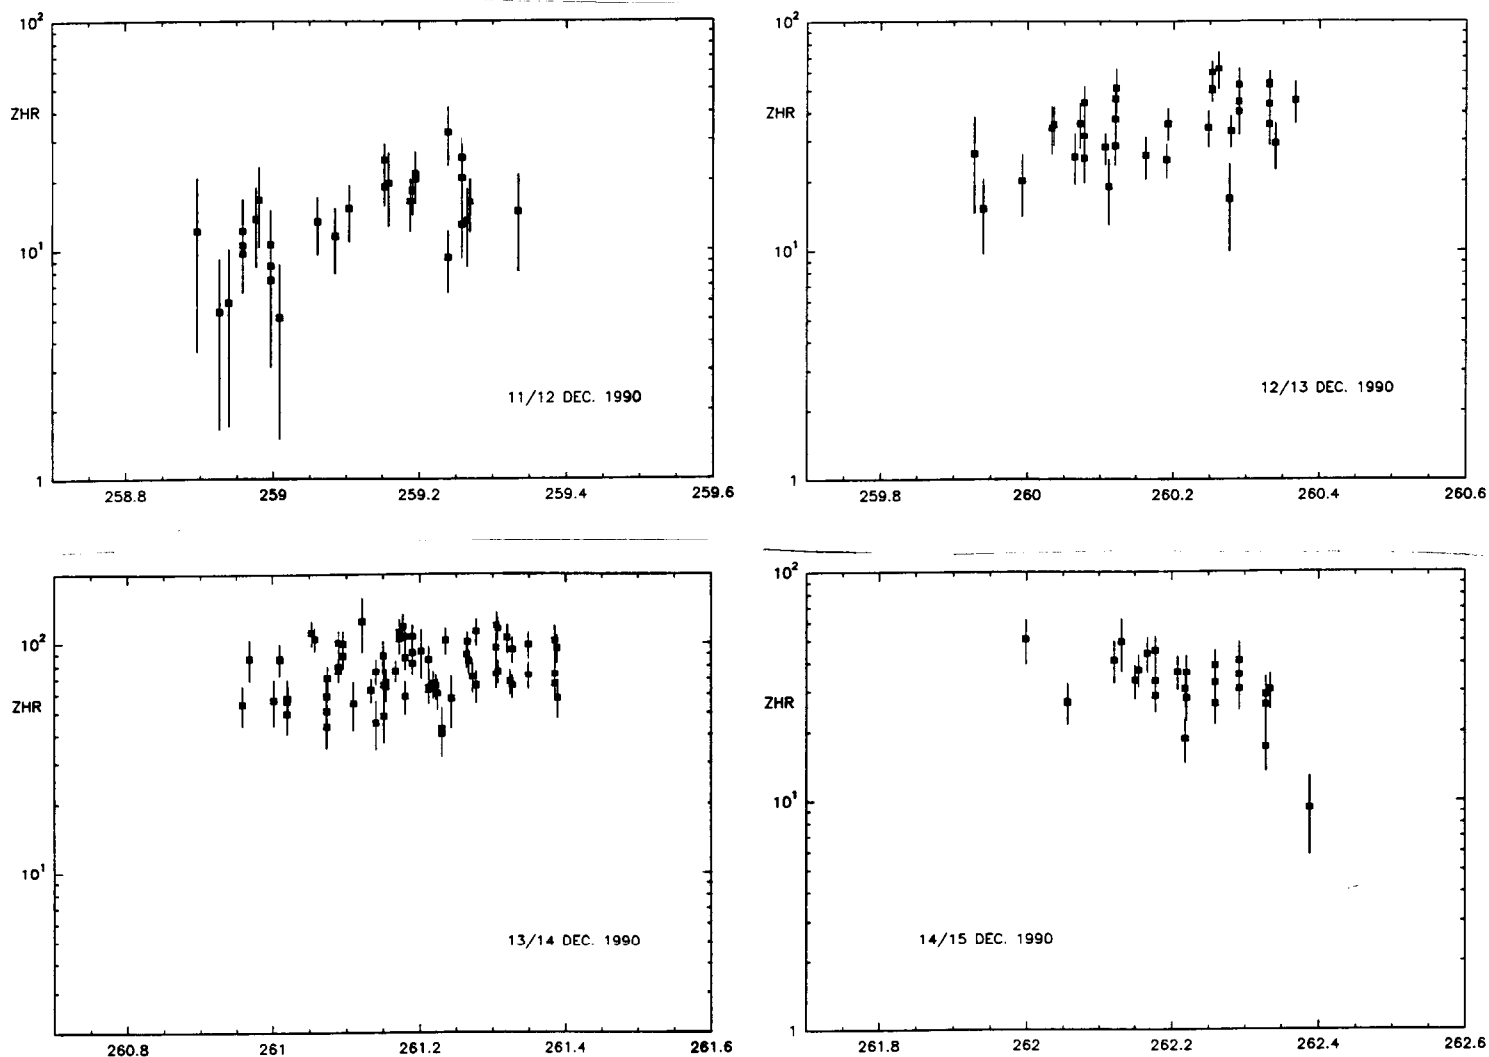 10²
ZHR
10¹
11/12 DEC. 1990
1
258.8 259 259.2 259.4 259.6
10²
ZHR
10¹
12/13 DEC. 1990
1
259.8 260 260.2 260.4 260.6
10²
ZHR
10¹
13/14 DEC. 1990
260.8 261 261.2 261.4 261.6
10²
ZHR
10¹
14/15 DEC. 1990
1
261.8 262 262.2 262.4 262.6